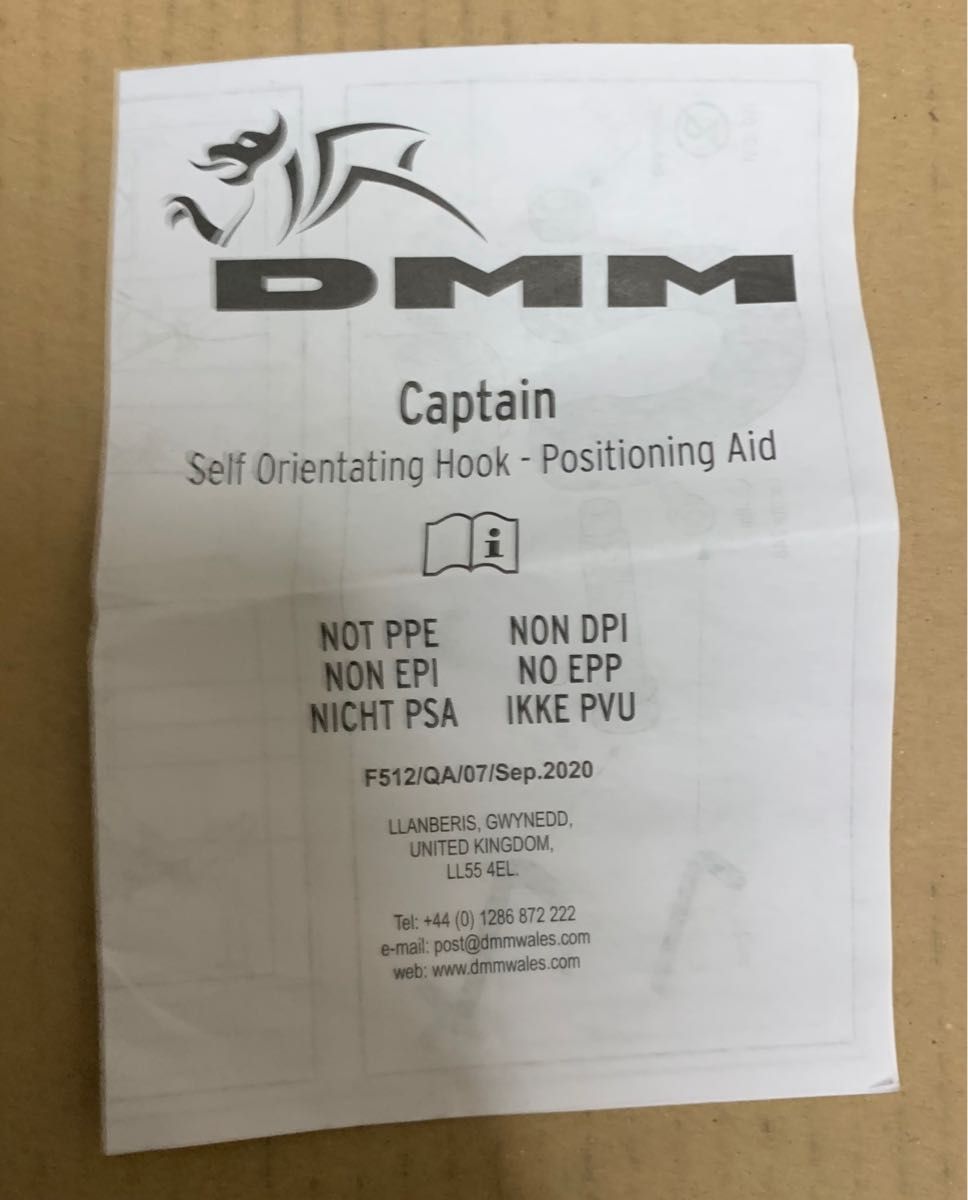 DMM
Captain
Self Orientating Hook - Positioning Aid
i
NOT PPE NON DPI
NON EPI NO EPP
NICHT PSA IKKE PVU
F512/QA/07/Sep.2020
LLANBERIS, GWYNEDD,
UNITED KINGDOM,
LL55 4EL.
Tel: +44 (0) 1286 872 222
e-mail: post@dmmwales.com
web: www.dmmwales.com